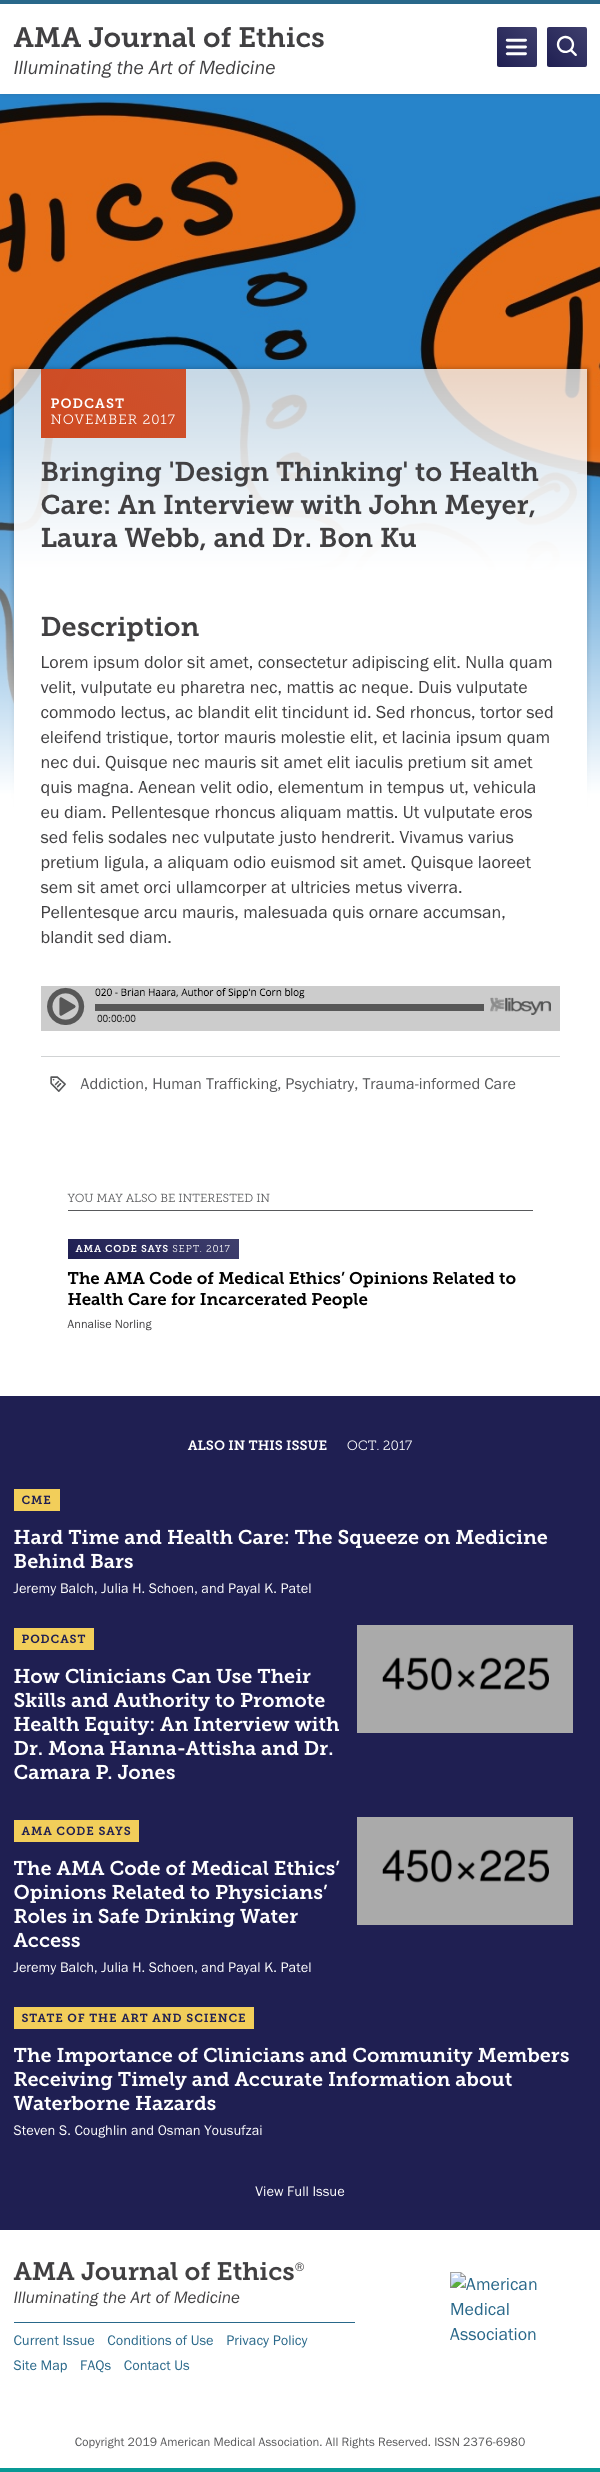 AMA Journal of Ethics
Illuminating the Art of Medicine
HICS
T
PODCAST
NOVEMBER 2017
Bringing 'Design Thinking' to Health
Care: An Interview with John Meyer,
Laura Webb, and Dr. Bon Ku
Description
Lorem ipsum dolor sit amet, consectetur adipiscing elit. Nulla quam
velit, vulputate eu pharetra nec, mattis ac neque. Duis vulputate
commodo lectus, ac blandit elit tincidunt id. Sed rhoncus, tortor sed
eleifend tristique, tortor mauris molestie elit, et lacinia ipsum quam
nec dui. Quisque nec mauris sit amet elit iaculis pretium sit amet
quis magna. Aenean velit odio, elementum in tempus ut, vehicula
eu diam. Pellentesque rhoncus aliquam mattis. Ut vulputate eros
sed felis sodales nec vulputate justo hendrerit. Vivamus varius
pretium ligula, a aliquam odio euismod sit amet. Quisque laoreet
sem sit amet orci ullamcorper at ultricies metus viverra.
Pellentesque arcu mauris, malesuada quis ornare accumsan,
blandit sed diam.
020 - Brian Haara, Author of Sipp'n Corn blog
libsyn
00:00:00
Addiction, Human Trafficking, Psychiatry, Trauma-informed Care
YOU MAY ALSO BE INTERESTED IN
AMA CODE SAYS SEPT. 2017
The AMA Code of Medical Ethics’ Opinions Related to
Health Care for Incarcerated People
Annalise Norling
ALSO IN THIS ISSUE OCT. 2017
CME
Hard Time and Health Care: The Squeeze on Medicine
Behind Bars
Jeremy Balch, Julia H. Schoen, and Payal K. Patel
PODCAST
How Clinicians Can Use Their
Skills and Authority to Promote
Health Equity: An Interview with
Dr. Mona Hanna-Attisha and Dr.
Camara P. Jones
450×225
AMA CODE SAYS
The AMA Code of Medical Ethics’
Opinions Related to Physicians’
Roles in Safe Drinking Water
Access
Jeremy Balch, Julia H. Schoen, and Payal K. Patel
450×225
STATE OF THE ART AND SCIENCE
The Importance of Clinicians and Community Members
Receiving Timely and Accurate Information about
Waterborne Hazards
Steven S. Coughlin and Osman Yousufzai
View Full Issue
AMA Journal of Ethics®
Illuminating the Art of Medicine
American
Medical
Association
Current Issue Conditions of Use Privacy Policy
Site Map FAQs Contact Us
Copyright 2019 American Medical Association. All Rights Reserved. ISSN 2376-6980